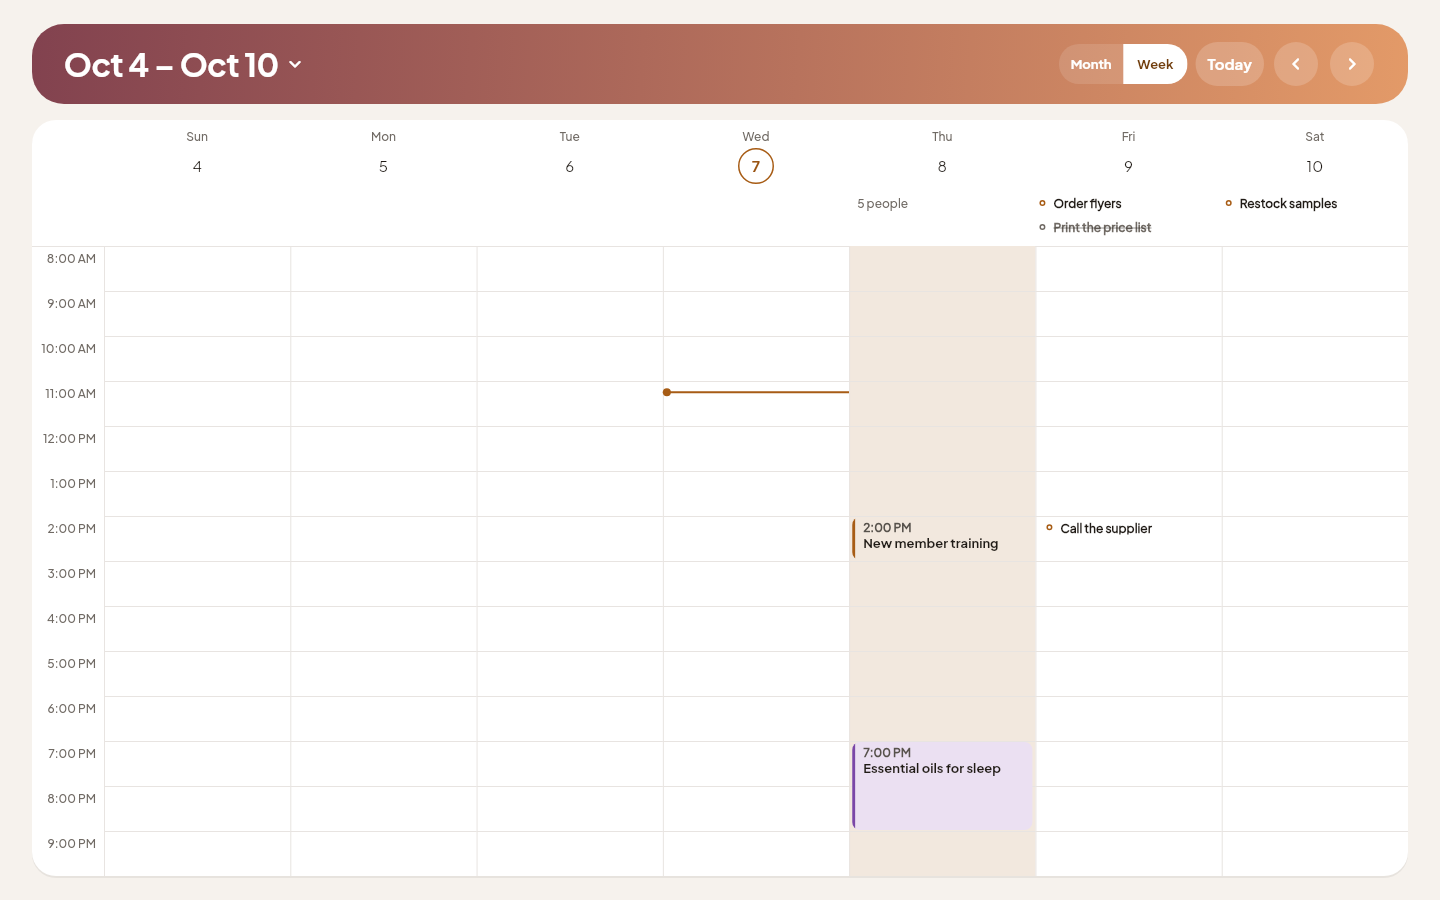 Oct 4 – Oct 10
Month
Week
Today
Sun
Mon
Tue
Wed
Thu
Fri
Sat
4
5
6
7
8
9
10
5 people
Order flyers
Restock samples
Print the price list
8:00 AM
9:00 AM
10:00 AM
11:00 AM
12:00 PM
1:00 PM
2:00 PM
2:00 PM
New member training
Call the supplier
3:00 PM
4:00 PM
5:00 PM
6:00 PM
7:00 PM
7:00 PM
Essential oils for sleep
8:00 PM
9:00 PM